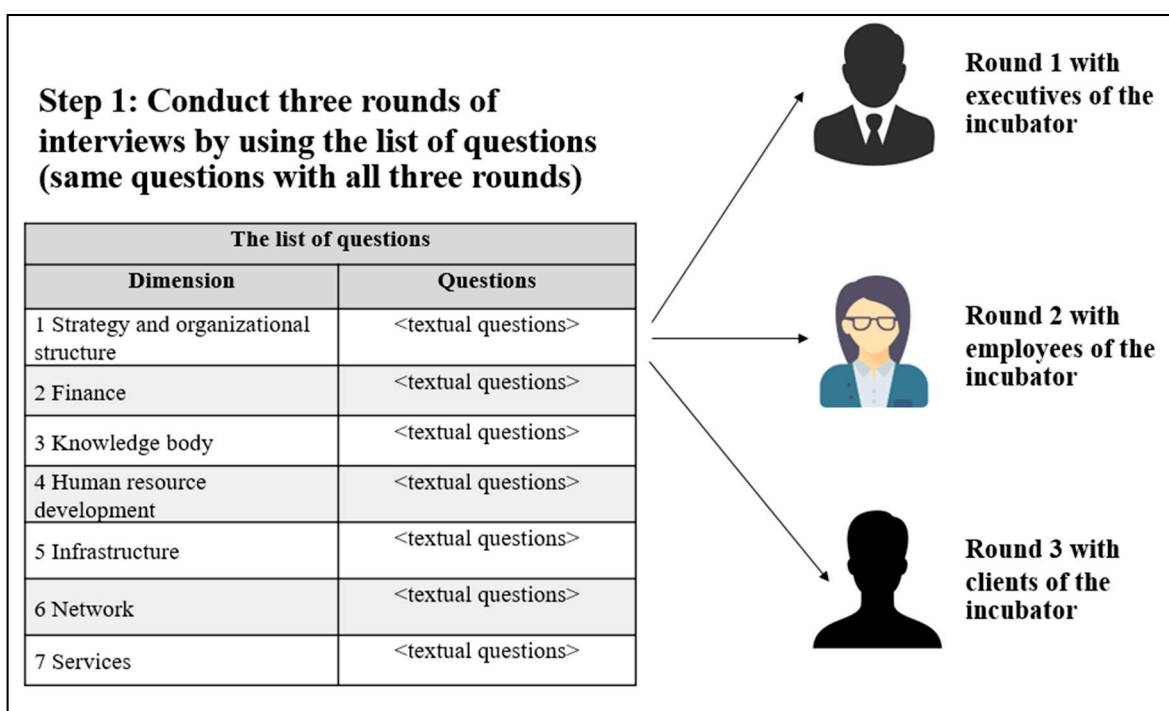 Step 1: Conduct three rounds of
interviews by using the list of questions
(same questions with all three rounds)
The list of questions
Dimension Questions
1 Strategy and organizational
structure
<textual questions>
2 Finance <textual questions>
3 Knowledge body <textual questions>
4 Human resource
development
<textual questions>
5 Infrastructure <textual questions>
6 Network <textual questions>
7 Services <textual questions>
Round 1 with
executives of the
incubator
Round 2 with
employees of the
incubator
Round 3 with
clients of the
incubator